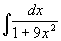 ∫ dx / (1 + 9x²)